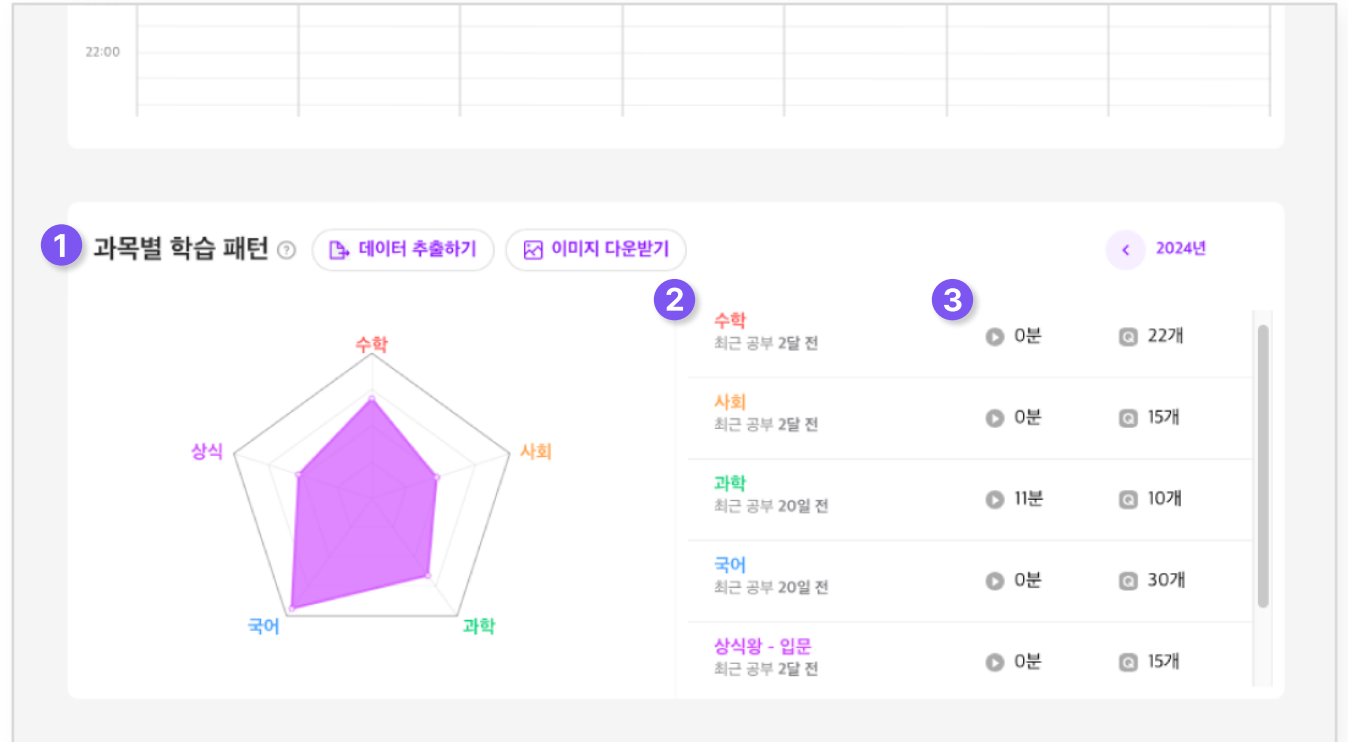 22:00
1 과목별 학습 패턴 ? 데이터 추출하기 이미지 다운받기 2024년
2 3
수학
사회
과학
국어
상식
수학
최근 공부 2달 전
0분 Q 22개
사회
최근 공부 2달 전
0분 Q 15개
과학
최근 공부 20일 전
11분 Q 10개
국어
최근 공부 20일 전
0분 Q 30개
상식왕 - 입문
최근 공부 2달 전
0분 Q 15개